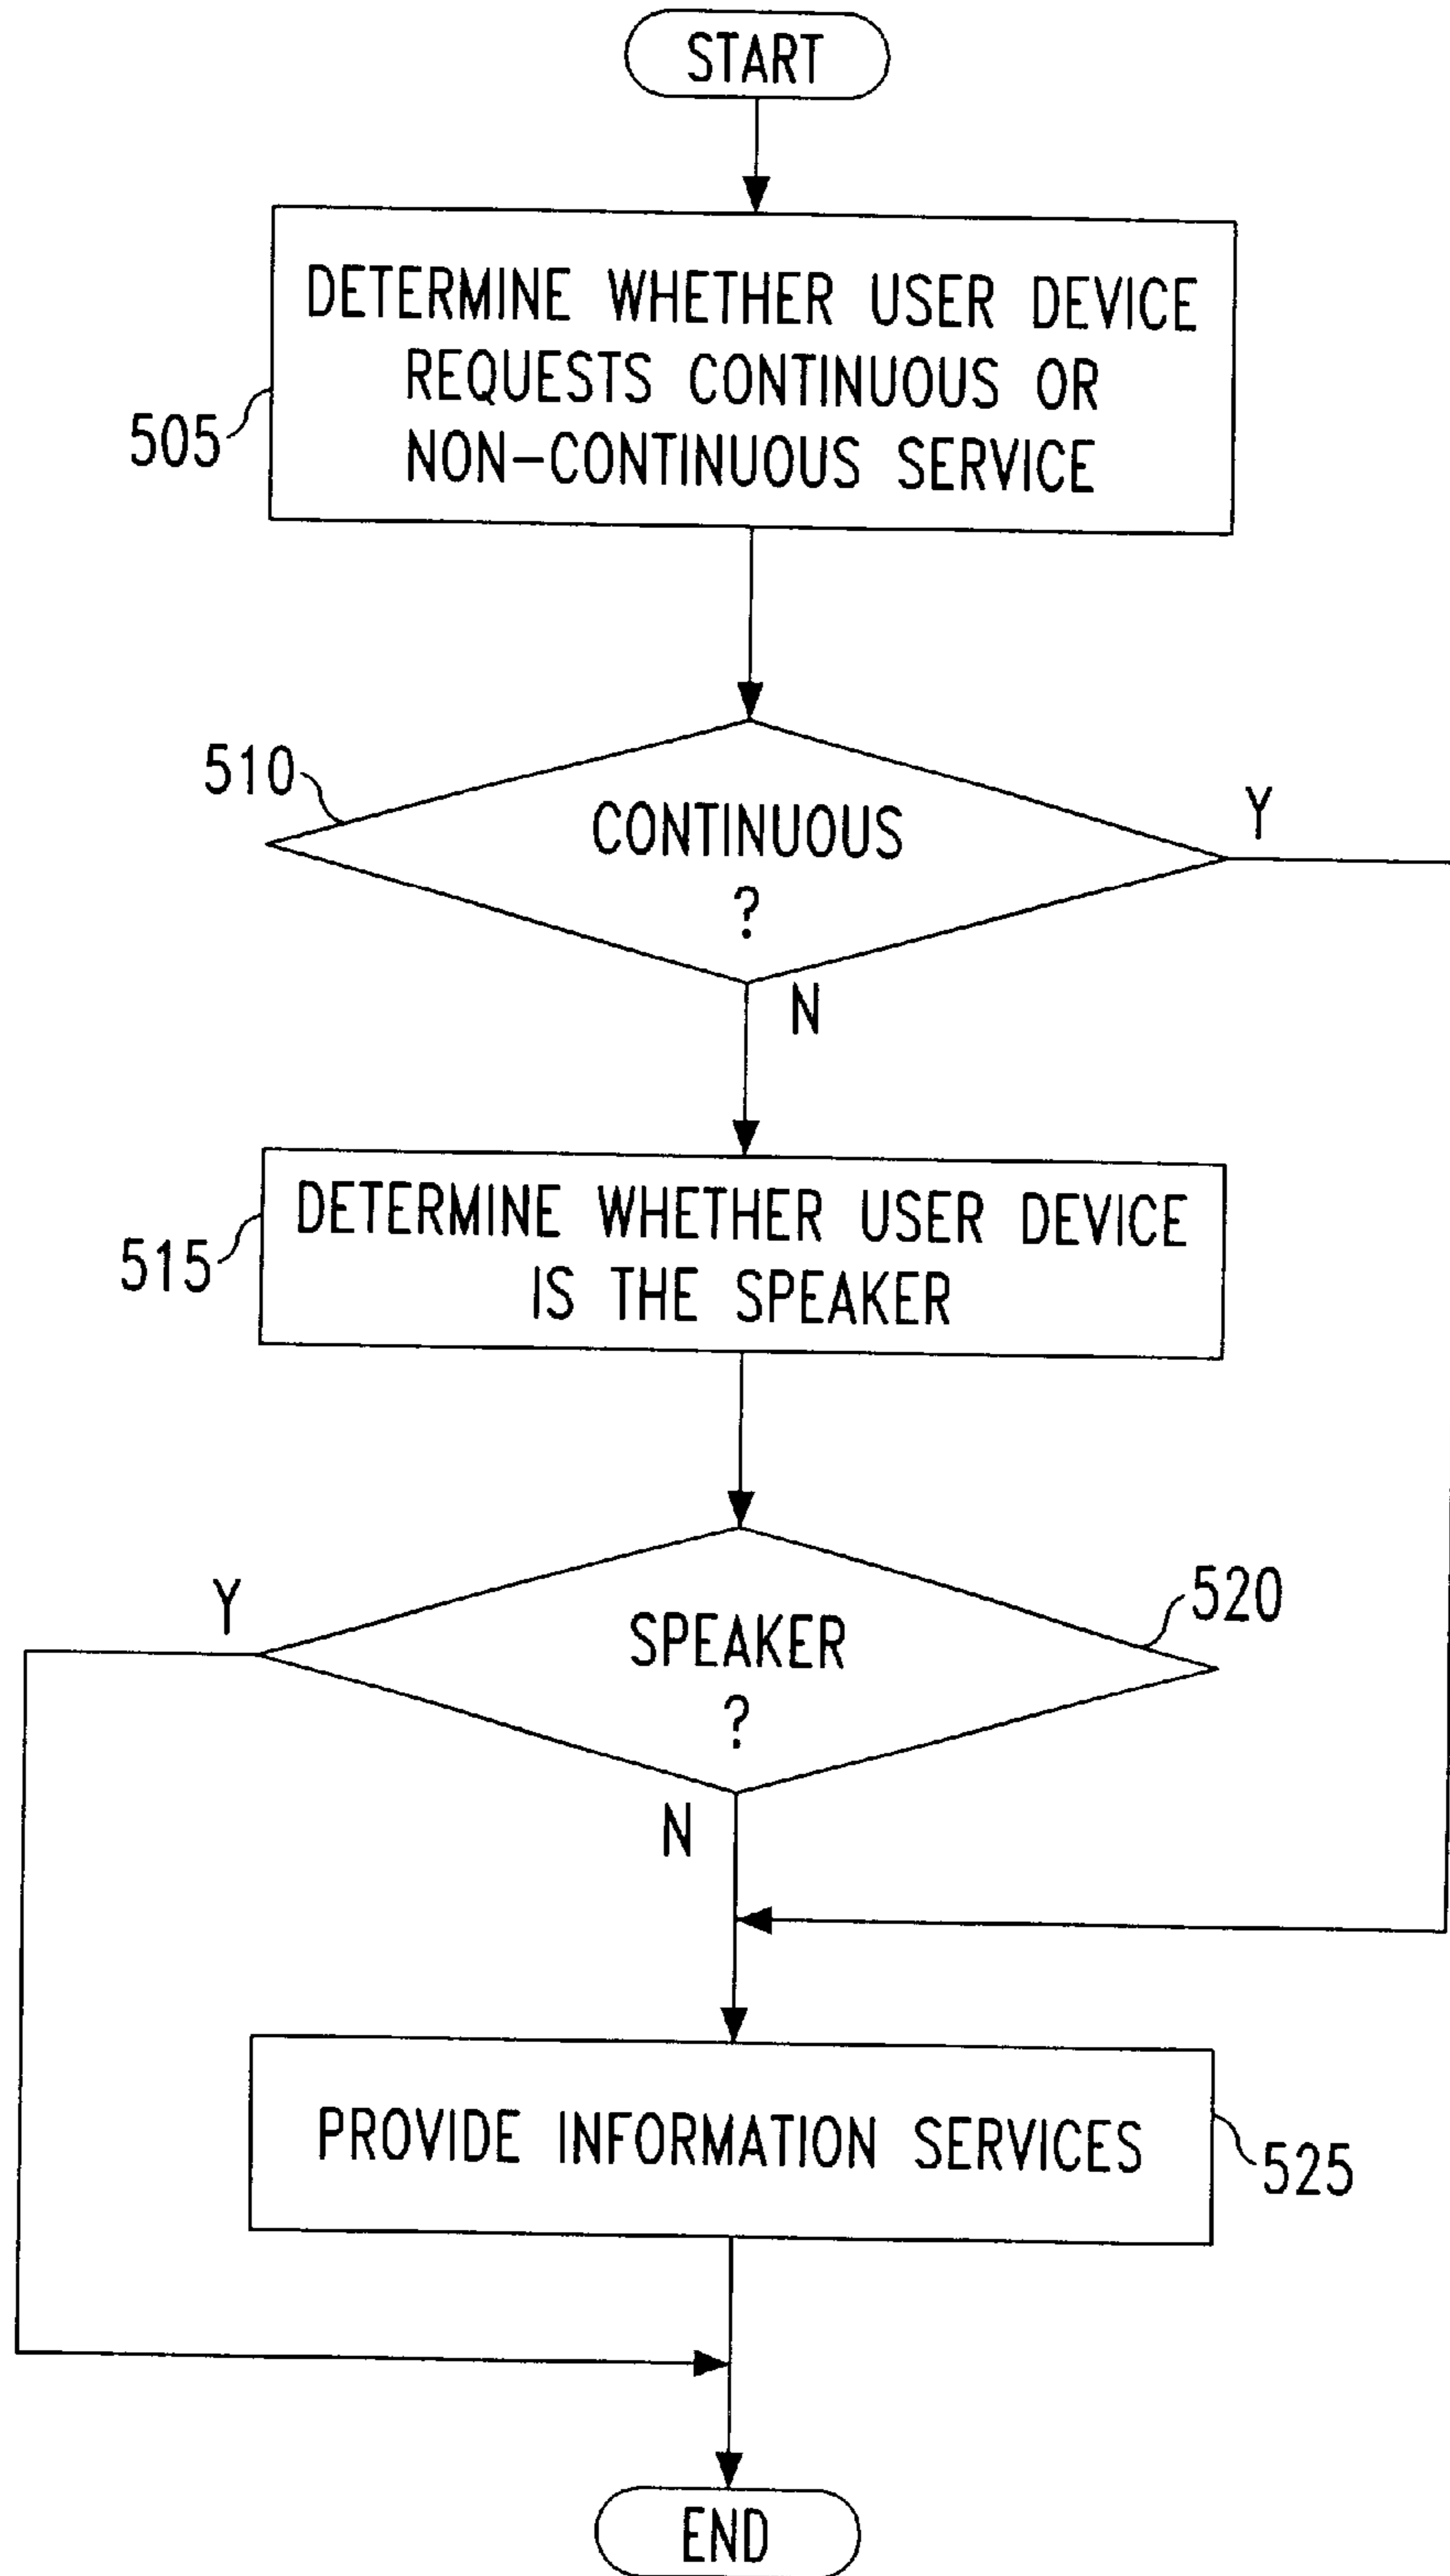 START
DETERMINE WHETHER USER DEVICE
REQUESTS CONTINUOUS OR
NON-CONTINUOUS SERVICE
505
510
CONTINUOUS
?
Y
N
DETERMINE WHETHER USER DEVICE
IS THE SPEAKER
515
Y
SPEAKER
?
520
N
PROVIDE INFORMATION SERVICES
525
END